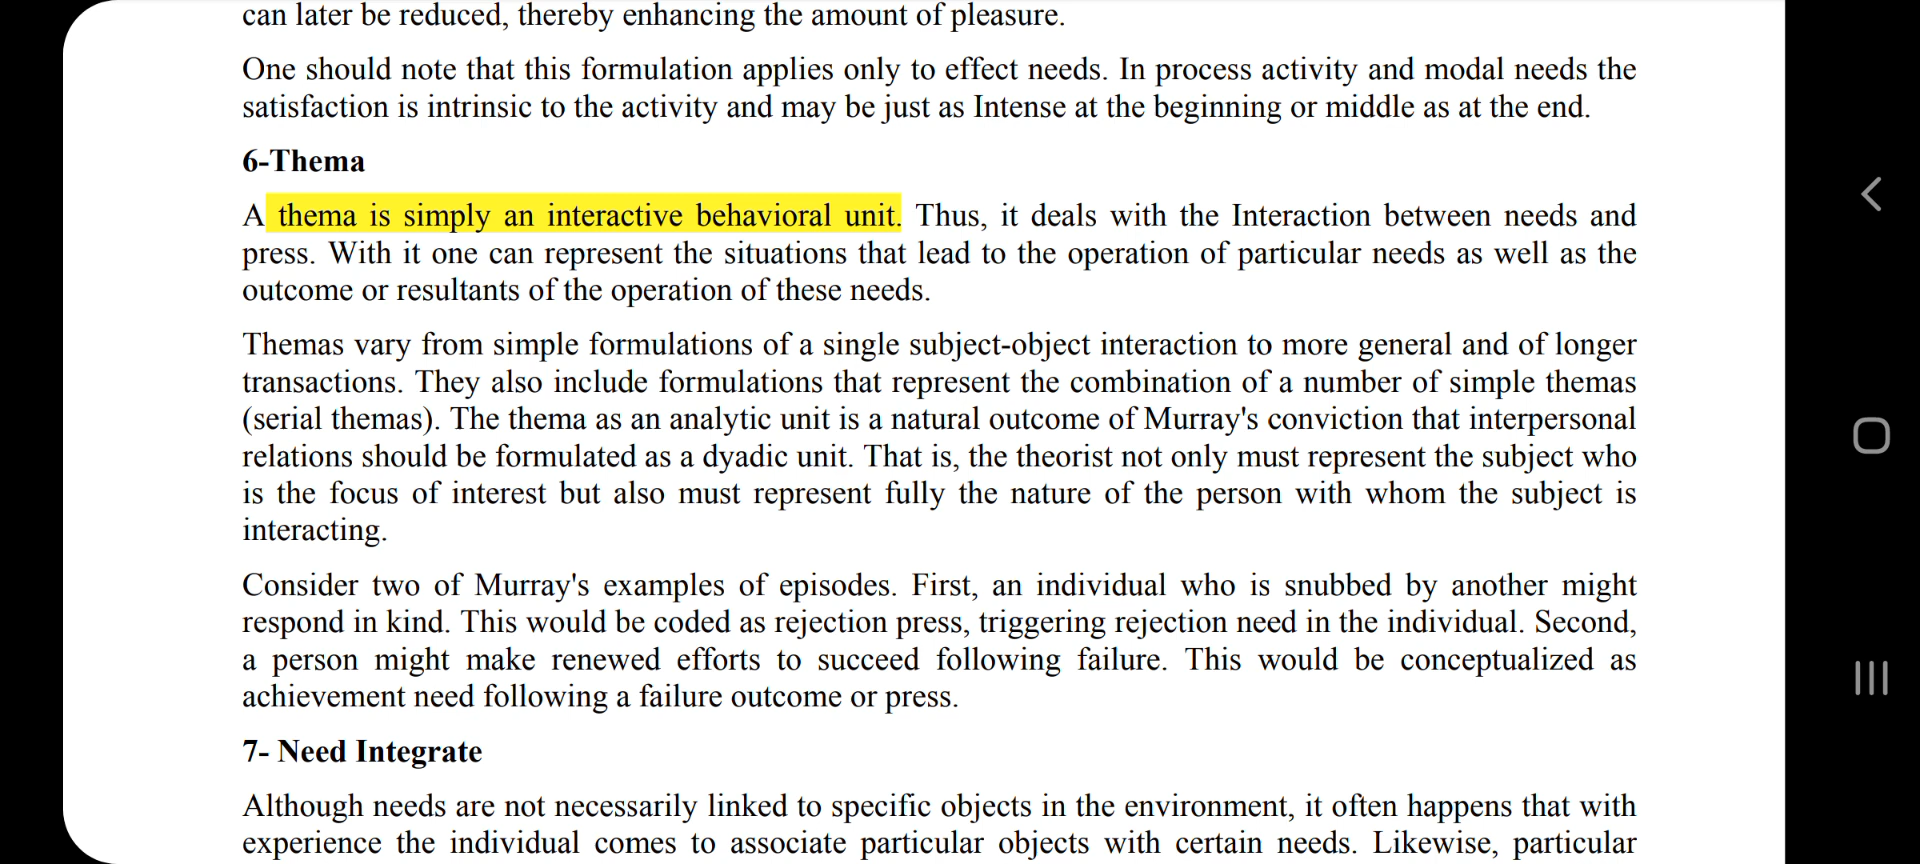 can later be reduced, thereby enhancing the amount of pleasure.
One should note that this formulation applies only to effect needs. In process activity and modal needs the
satisfaction is intrinsic to the activity and may be just as Intense at the beginning or middle as at the end.
6-Thema
A thema is simply an interactive behavioral unit. Thus, it deals with the Interaction between needs and
press. With it one can represent the situations that lead to the operation of particular needs as well as the
outcome or resultants of the operation of these needs.
Themas vary from simple formulations of a single subject-object interaction to more general and of longer
transactions. They also include formulations that represent the combination of a number of simple themas
(serial themas). The thema as an analytic unit is a natural outcome of Murray's conviction that interpersonal
relations should be formulated as a dyadic unit. That is, the theorist not only must represent the subject who
is the focus of interest but also must represent fully the nature of the person with whom the subject is
interacting.
Consider two of Murray's examples of episodes. First, an individual who is snubbed by another might
respond in kind. This would be coded as rejection press, triggering rejection need in the individual. Second,
a person might make renewed efforts to succeed following failure. This would be conceptualized as
achievement need following a failure outcome or press.
7- Need Integrate
Although needs are not necessarily linked to specific objects in the environment, it often happens that with
experience the individual comes to associate particular objects with certain needs. Likewise, particular